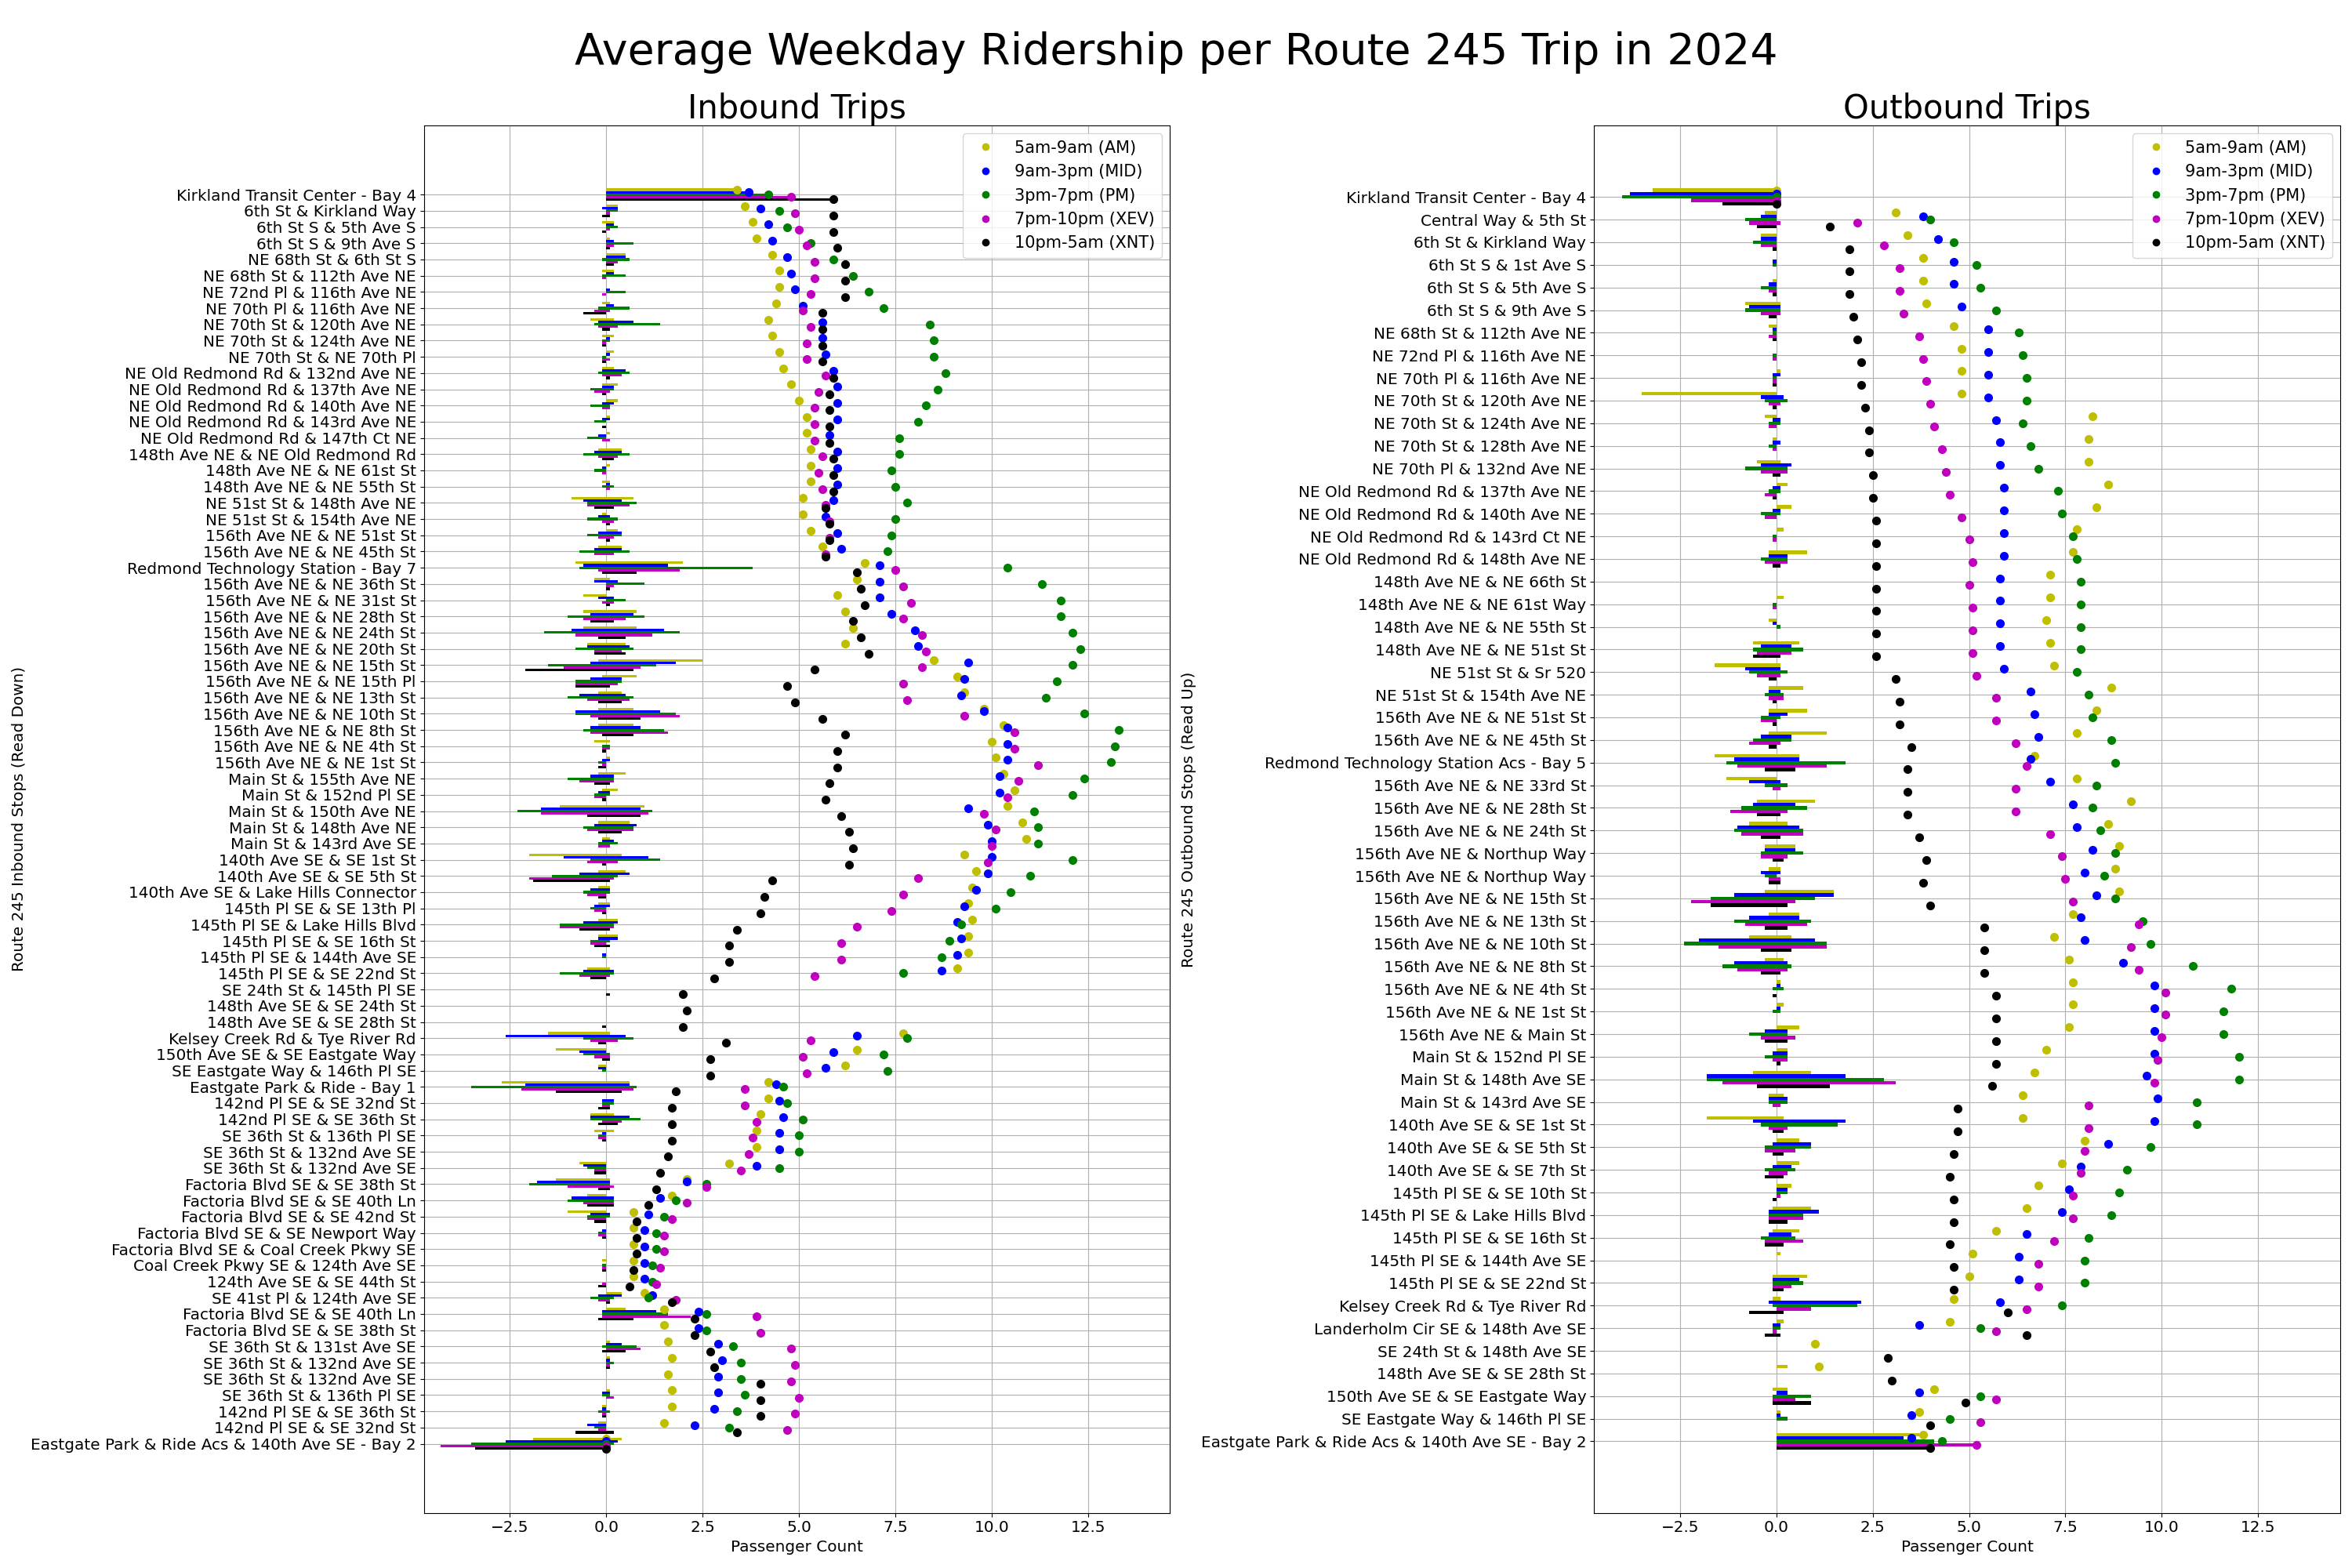 Average Weekday Ridership per Route 245 Trip in 2024
Inbound Trips
5am-9am (AM)
9am-3pm (MID)
3pm-7pm (PM)
7pm-10pm (XEV)
10pm-5am (XNT)
Route 245 Inbound Stops (Read Down)
Kirkland Transit Center - Bay 4
6th St & Kirkland Way
6th St S & 5th Ave S
6th St S & 9th Ave S
NE 68th St & 6th St S
NE 68th St & 112th Ave NE
NE 72nd Pl & 116th Ave NE
NE 70th Pl & 116th Ave NE
NE 70th St & 120th Ave NE
NE 70th St & 124th Ave NE
NE 70th St & NE 70th Pl
NE Old Redmond Rd & 132nd Ave NE
NE Old Redmond Rd & 137th Ave NE
NE Old Redmond Rd & 140th Ave NE
NE Old Redmond Rd & 143rd Ave NE
NE Old Redmond Rd & 147th Ct NE
148th Ave NE & NE Old Redmond Rd
148th Ave NE & NE 61st St
148th Ave NE & NE 55th St
NE 51st St & 148th Ave NE
NE 51st St & 154th Ave NE
156th Ave NE & NE 51st St
156th Ave NE & NE 45th St
Redmond Technology Station - Bay 7
156th Ave NE & NE 36th St
156th Ave NE & NE 31st St
156th Ave NE & NE 28th St
156th Ave NE & NE 24th St
156th Ave NE & NE 20th St
156th Ave NE & NE 15th St
156th Ave NE & NE 15th Pl
156th Ave NE & NE 13th St
156th Ave NE & NE 10th St
156th Ave NE & NE 8th St
156th Ave NE & NE 4th St
156th Ave NE & NE 1st St
Main St & 155th Ave NE
Main St & 152nd Pl SE
Main St & 150th Ave NE
Main St & 148th Ave NE
Main St & 143rd Ave SE
140th Ave SE & SE 1st St
140th Ave SE & SE 5th St
140th Ave SE & Lake Hills Connector
145th Pl SE & SE 13th Pl
145th Pl SE & Lake Hills Blvd
145th Pl SE & SE 16th St
145th Pl SE & SE 144th Ave SE
145th Pl SE & SE 22nd St
SE 24th St & 145th Pl SE
148th Ave SE & SE 24th St
148th Ave SE & SE 28th St
Kelsey Creek Rd & Tye River Rd
150th Ave SE & SE Eastgate Way
SE Eastgate Way & 146th Pl SE
Eastgate Park & Ride - Bay 1
142nd Pl SE & SE 32nd St
142nd Pl SE & SE 36th St
SE 36th St & 136th Pl SE
SE 36th St & 132nd Ave SE
SE 36th St & 132nd Ave SE
Factoria Blvd SE & SE 38th St
Factoria Blvd SE & SE 40th Ln
Factoria Blvd SE & SE 42nd St
Factoria Blvd SE & SE Newport Way
Factoria Blvd SE & Coal Creek Pkwy SE
Coal Creek Pkwy SE & 124th Ave SE
124th Ave SE & SE 44th St
SE 41st Pl & 124th Ave SE
Factoria Blvd SE & SE 40th Ln
Factoria Blvd SE & SE 38th St
SE 36th St & 131st Ave SE
SE 36th St & 132nd Ave SE
SE 36th St & 132nd Ave SE
SE 36th St & 136th Pl SE
142nd Pl SE & SE 36th St
142nd Pl SE & SE 32nd St
Eastgate Park & Ride Acs & 140th Ave SE - Bay 2
−2.5 0.0 2.5 5.0 7.5 10.0 12.5
Passenger Count
Outbound Trips
5am-9am (AM)
9am-3pm (MID)
3pm-7pm (PM)
7pm-10pm (XEV)
10pm-5am (XNT)
Route 245 Outbound Stops (Read Up)
Kirkland Transit Center - Bay 4
Central Way & 5th St
6th St & Kirkland Way
6th St S & 1st Ave S
6th St S & 5th Ave S
6th St S & 9th Ave S
NE 68th St & 112th Ave NE
NE 72nd Pl & 116th Ave NE
NE 70th Pl & 116th Ave NE
NE 70th St & 120th Ave NE
NE 70th St & 124th Ave NE
NE 70th St & 128th Ave NE
NE 70th Pl & 132nd Ave NE
NE Old Redmond Rd & 137th Ave NE
NE Old Redmond Rd & 140th Ave NE
NE Old Redmond Rd & 143rd Ct NE
NE Old Redmond Rd & 148th Ave NE
148th Ave NE & NE 66th St
148th Ave NE & NE 61st Way
148th Ave NE & NE 55th St
148th Ave NE & NE 51st St
NE 51st St & Sr 520
NE 51st St & 154th Ave NE
156th Ave NE & NE 51st St
156th Ave NE & NE 45th St
Redmond Technology Station Acs - Bay 5
156th Ave NE & NE 33rd St
156th Ave NE & NE 28th St
156th Ave NE & NE 24th St
156th Ave NE & Northup Way
156th Ave NE & Northup Way
156th Ave NE & NE 15th St
156th Ave NE & NE 13th St
156th Ave NE & NE 10th St
156th Ave NE & NE 8th St
156th Ave NE & NE 4th St
156th Ave NE & NE 1st St
156th Ave NE & Main St
Main St & 152nd Pl SE
Main St & 148th Ave SE
Main St & 143rd Ave SE
140th Ave SE & SE 1st St
140th Ave SE & SE 5th St
140th Ave SE & SE 7th St
145th Pl SE & SE 10th St
145th Pl SE & Lake Hills Blvd
145th Pl SE & SE 16th St
145th Pl SE & SE 144th Ave SE
145th Pl SE & SE 22nd St
Kelsey Creek Rd & Tye River Rd
Landerholm Cir SE & 148th Ave SE
SE 24th St & 148th Ave SE
148th Ave SE & SE 28th St
150th Ave SE & SE Eastgate Way
SE Eastgate Way & 146th Pl SE
Eastgate Park & Ride Acs & 140th Ave SE - Bay 2
−2.5 0.0 2.5 5.0 7.5 10.0 12.5
Passenger Count